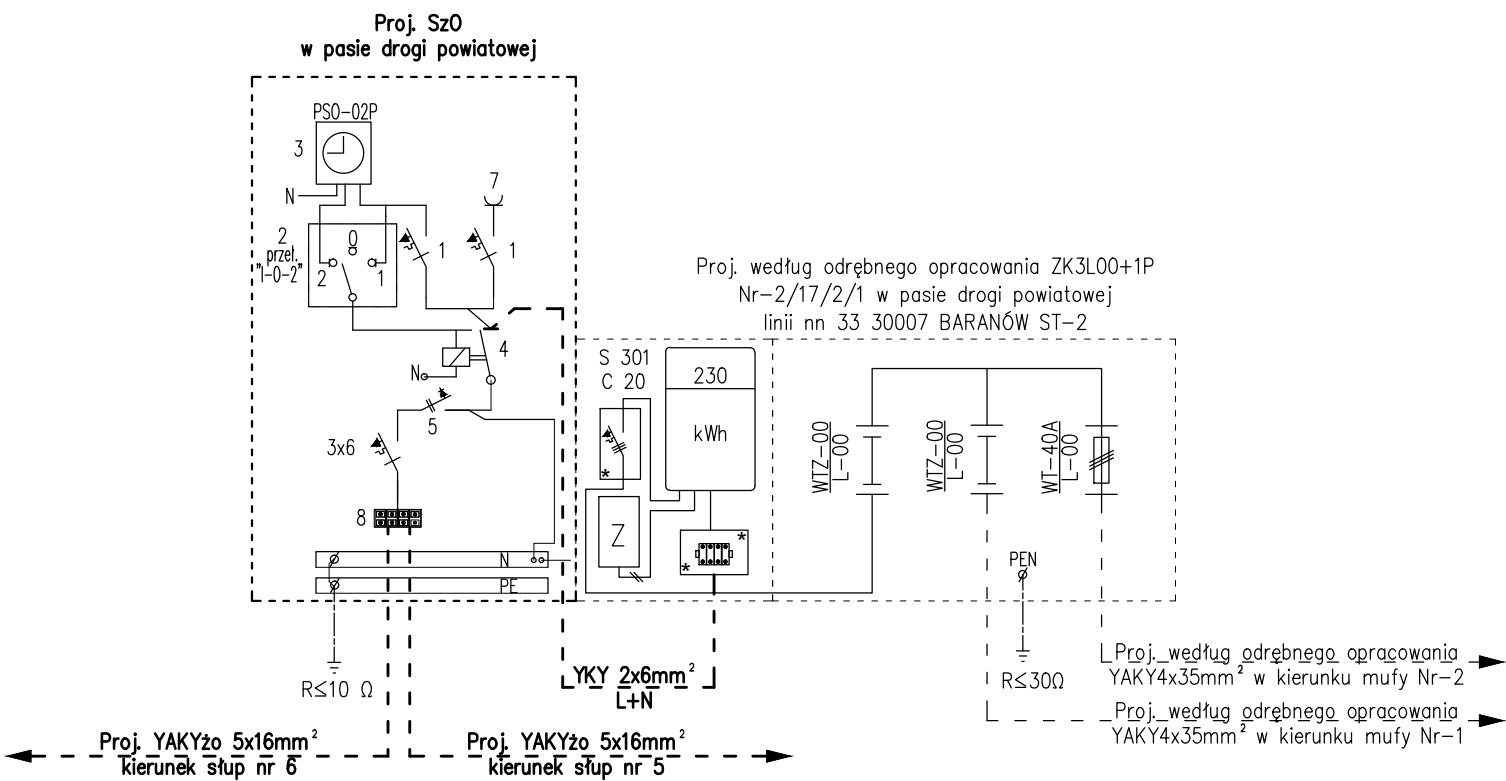 Proj. SzO
w pasie drogi powiatowej
PSO-02P
3
N
7
2
przeł.
"1-0-2"
0
2
1
1
1
4
N
5
3x6
8
N
PE
R≤10 Ω
Proj. według odrębnego opracowania ZK3L00+1P
Nr-2/17/2/1 w pasie drogi powiatowej
linii nn 33 30007 BARANÓW ST-2
S 301
C 20
230
kWh
*
Z
*
*
WTZ-00
L-00
WTZ-00
L-00
WT-40A
L-00
PEN
R≤30Ω
YKY 2x6mm²
L+N
Proj. według odrębnego opracowania
YAKY4x35mm² w kierunku mufy Nr-2
Proj. według odrębnego opracowania
YAKY4x35mm² w kierunku mufy Nr-1
Proj. YAKYżo 5x16mm²
kierunek słup nr 6
Proj. YAKYżo 5x16mm²
kierunek słup nr 5